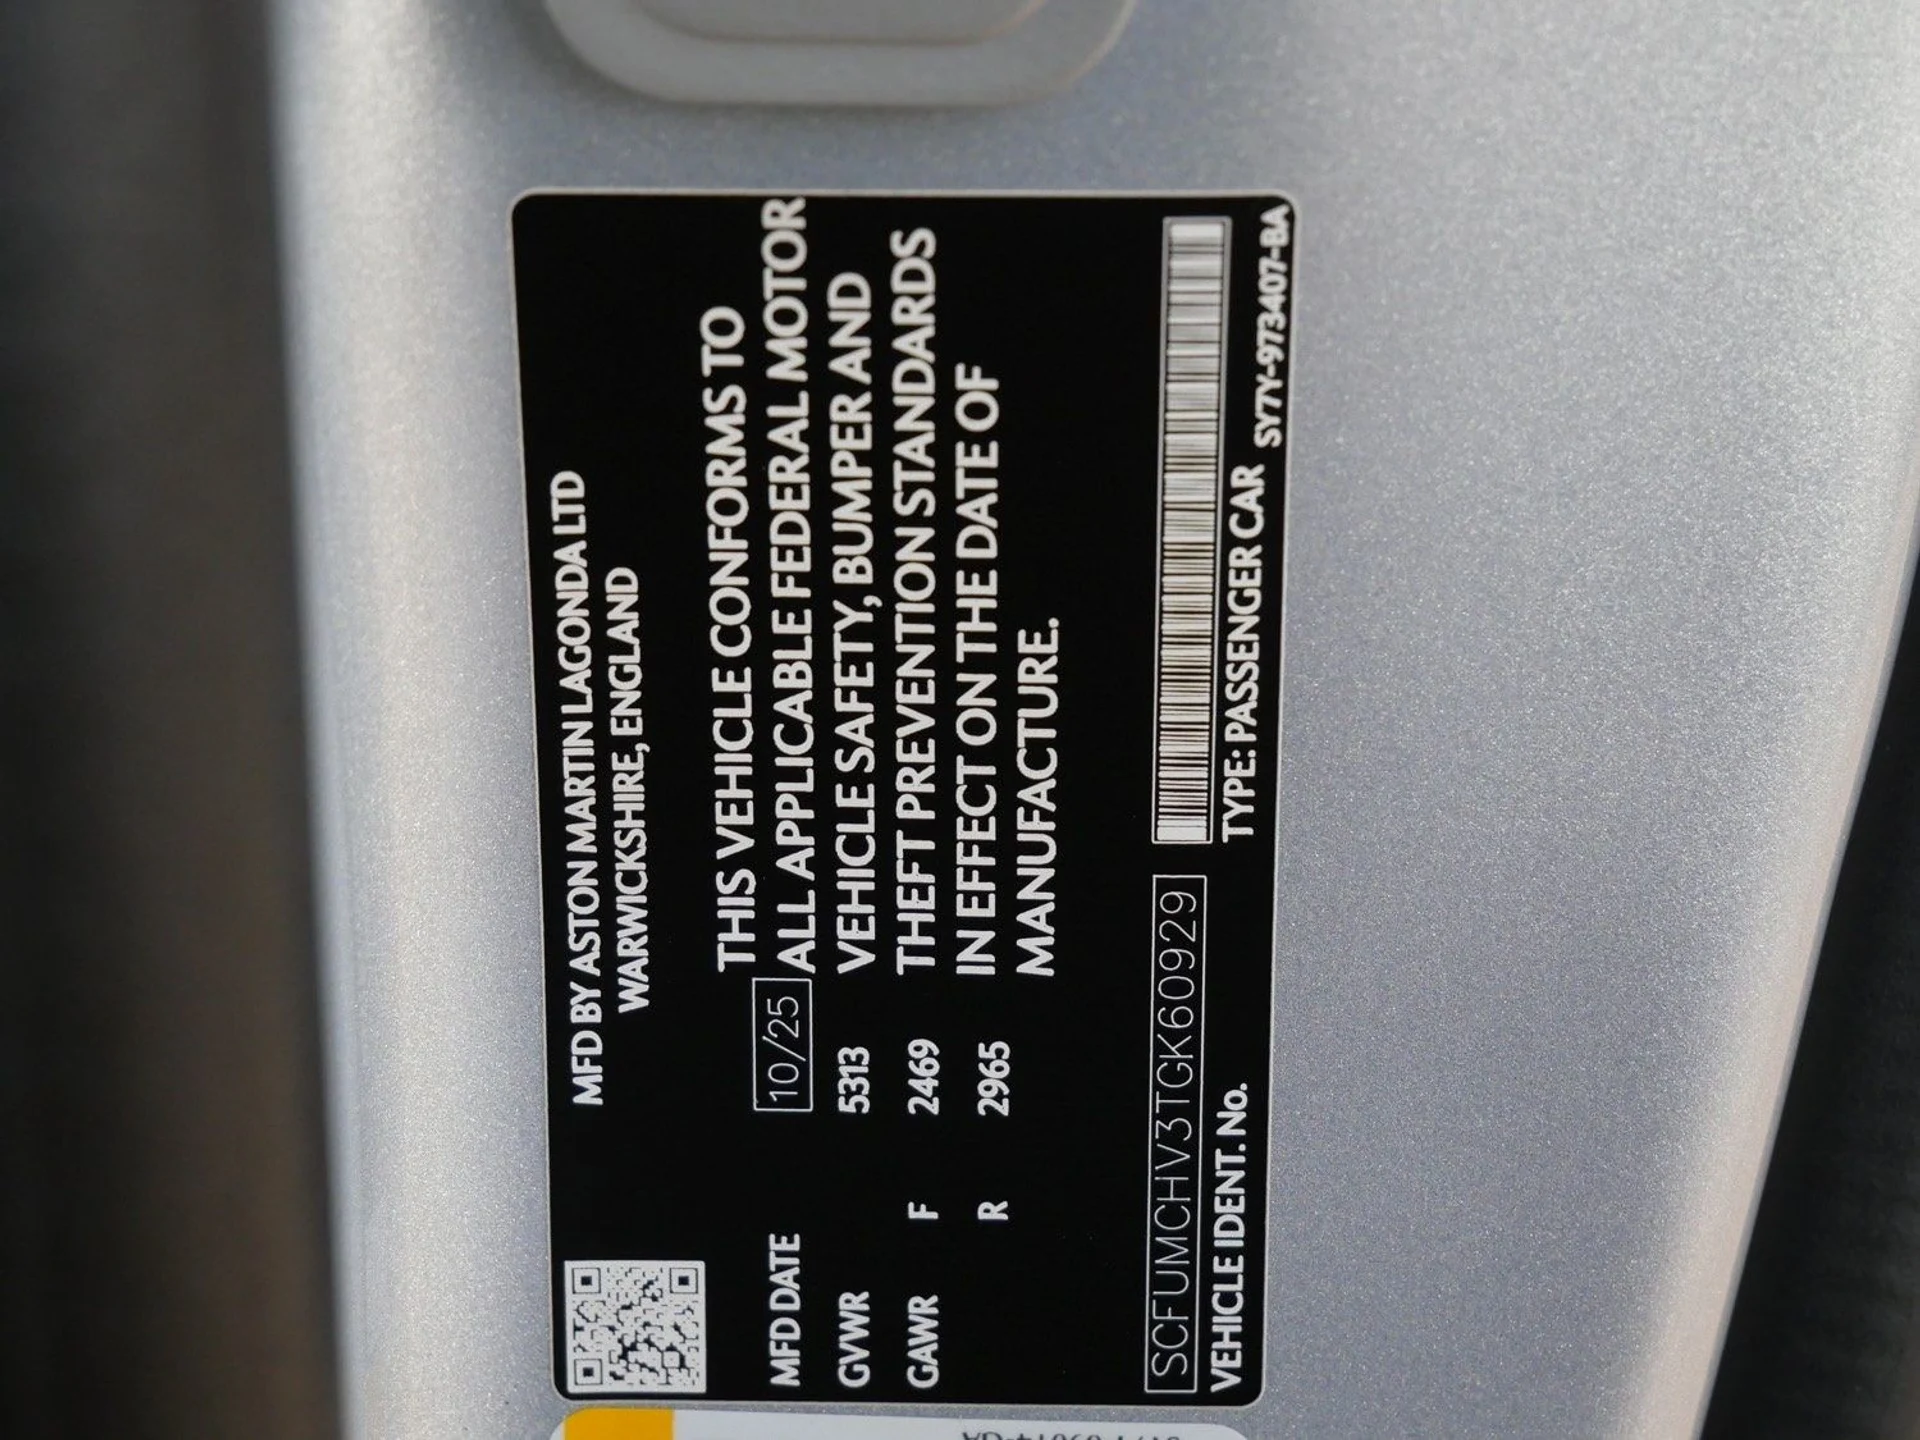 MFD BY ASTON MARTIN LAGONDA LTD
WARWICKSHIRE, ENGLAND
THIS VEHICLE CONFORMS TO
MFD DATE 10/25 ALL APPLICABLE FEDERAL MOTOR
GVWR 5313 VEHICLE SAFETY, BUMPER AND
GAWR F 2469 THEFT PREVENTION STANDARDS
R 2965 IN EFFECT ON THE DATE OF
MANUFACTURE.
SCFUMCHV3TGK60929
VEHICLE IDENT. No. TYPE: PASSENGER CAR SY7Y-973407-BA